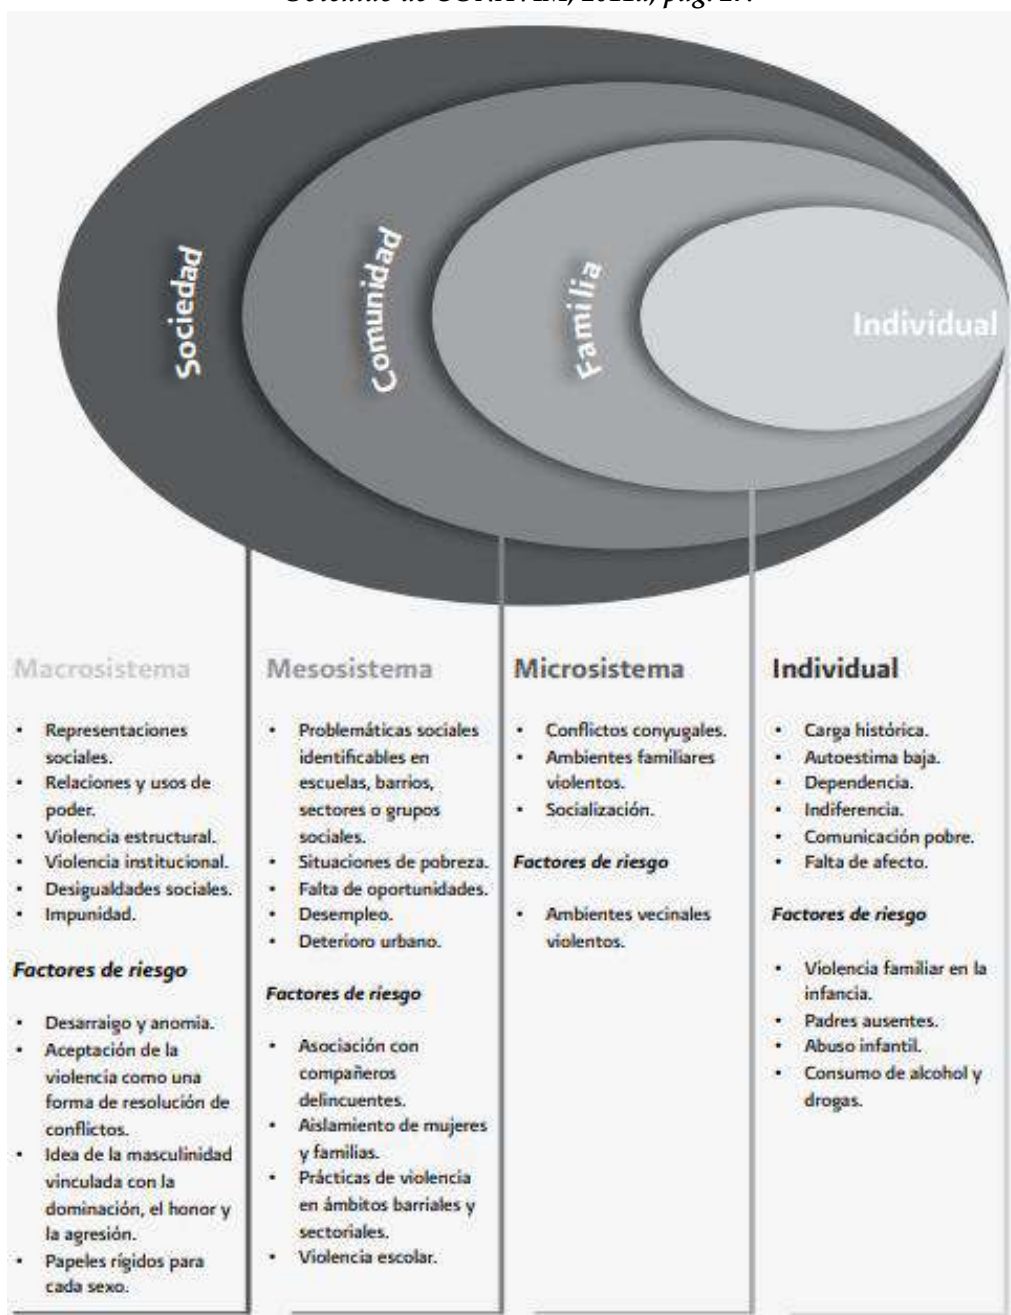 Sociedad
Comunidad
Familia
Individual
Macrosistema
• Representaciones
sociales.
• Relaciones y usos de
poder.
• Violencia estructural.
• Violencia institucional.
• Desigualdades sociales.
• Impunidad.
Factores de riesgo
• Desarraigo y anomia.
• Aceptación de la
violencia como una
forma de resolución de
conflictos.
• Idea de la masculinidad
vinculada con la
dominación, el honor y
la agresión.
• Papeles rígidos para
cada sexo.
Mesosistema
• Problemáticas sociales
identificables en
escuelas, barrios,
sectores o grupos
sociales.
• Situaciones de pobreza.
• Falta de oportunidades.
• Desempleo.
• Deterioro urbano.
Factores de riesgo
• Asociación con
compañeros
delincuentes.
• Aislamiento de mujeres
y familias.
• Prácticas de violencia
en ámbitos barriales y
sectoriales.
• Violencia escolar.
Microsistema
• Conflictos conyugales.
• Ambientes familiares
violentos.
• Socialización.
Factores de riesgo
• Ambientes vecinales
violentos.
Individual
• Carga histórica.
• Autoestima baja.
• Dependencia.
• Indiferencia.
• Comunicación pobre.
• Falta de afecto.
Factores de riesgo
• Violencia familiar en la
infancia.
• Padres ausentes.
• Abuso infantil.
• Consumo de alcohol y
drogas.